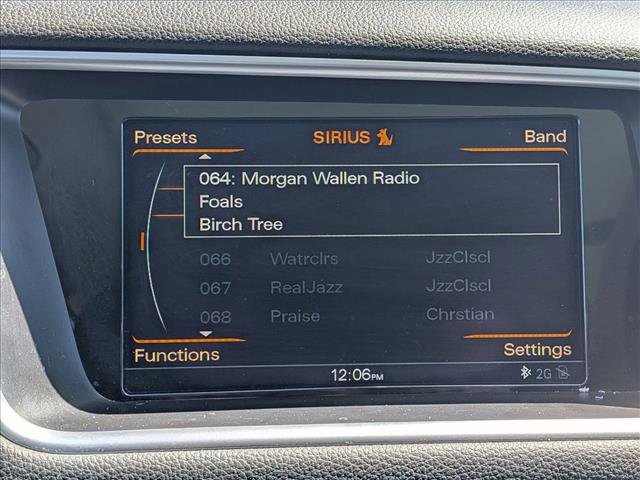 Presets SIRIUS Band
064: Morgan Wallen Radio
Foals
Birch Tree
066 Watrclrs JzzClscl
067 RealJazz JzzClscl
068 Praise Chrstian
Functions Settings
12:06PM 2G